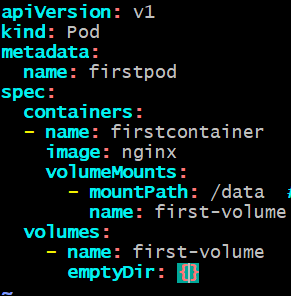 apiVersion: v1
kind: Pod
metadata:
  name: firstpod
spec:
  containers:
  - name: firstcontainer
    image: nginx
    volumeMounts:
      - mountPath: /data  #
        name: first-volume
  volumes:
    - name: first-volume
      emptyDir: {}
~